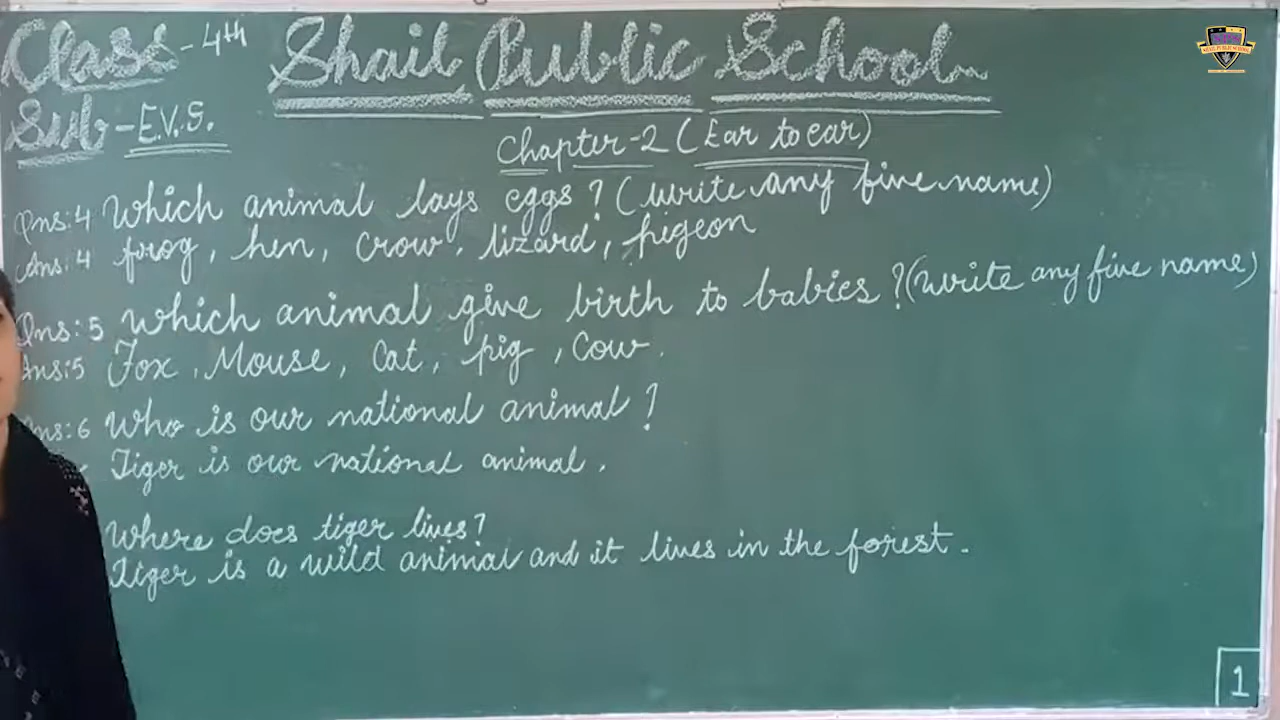 Class-4th Shail Public School
Sub-E.V.S.
Chapter-2 (Ear to ear)
Qns:4 Which animal lays eggs? (write any five name)
Ans:4 frog, hen, crow, lizard, pigeon
Qns:5 which animal give birth to babies? (write any five name)
Ans:5 Fox, Mouse, Cat, pig, Cow.
ns:6 Who is our national animal?
Tiger is our national animal.
Where does tiger lives?
Tiger is a wild animal and it lives in the forest.
1